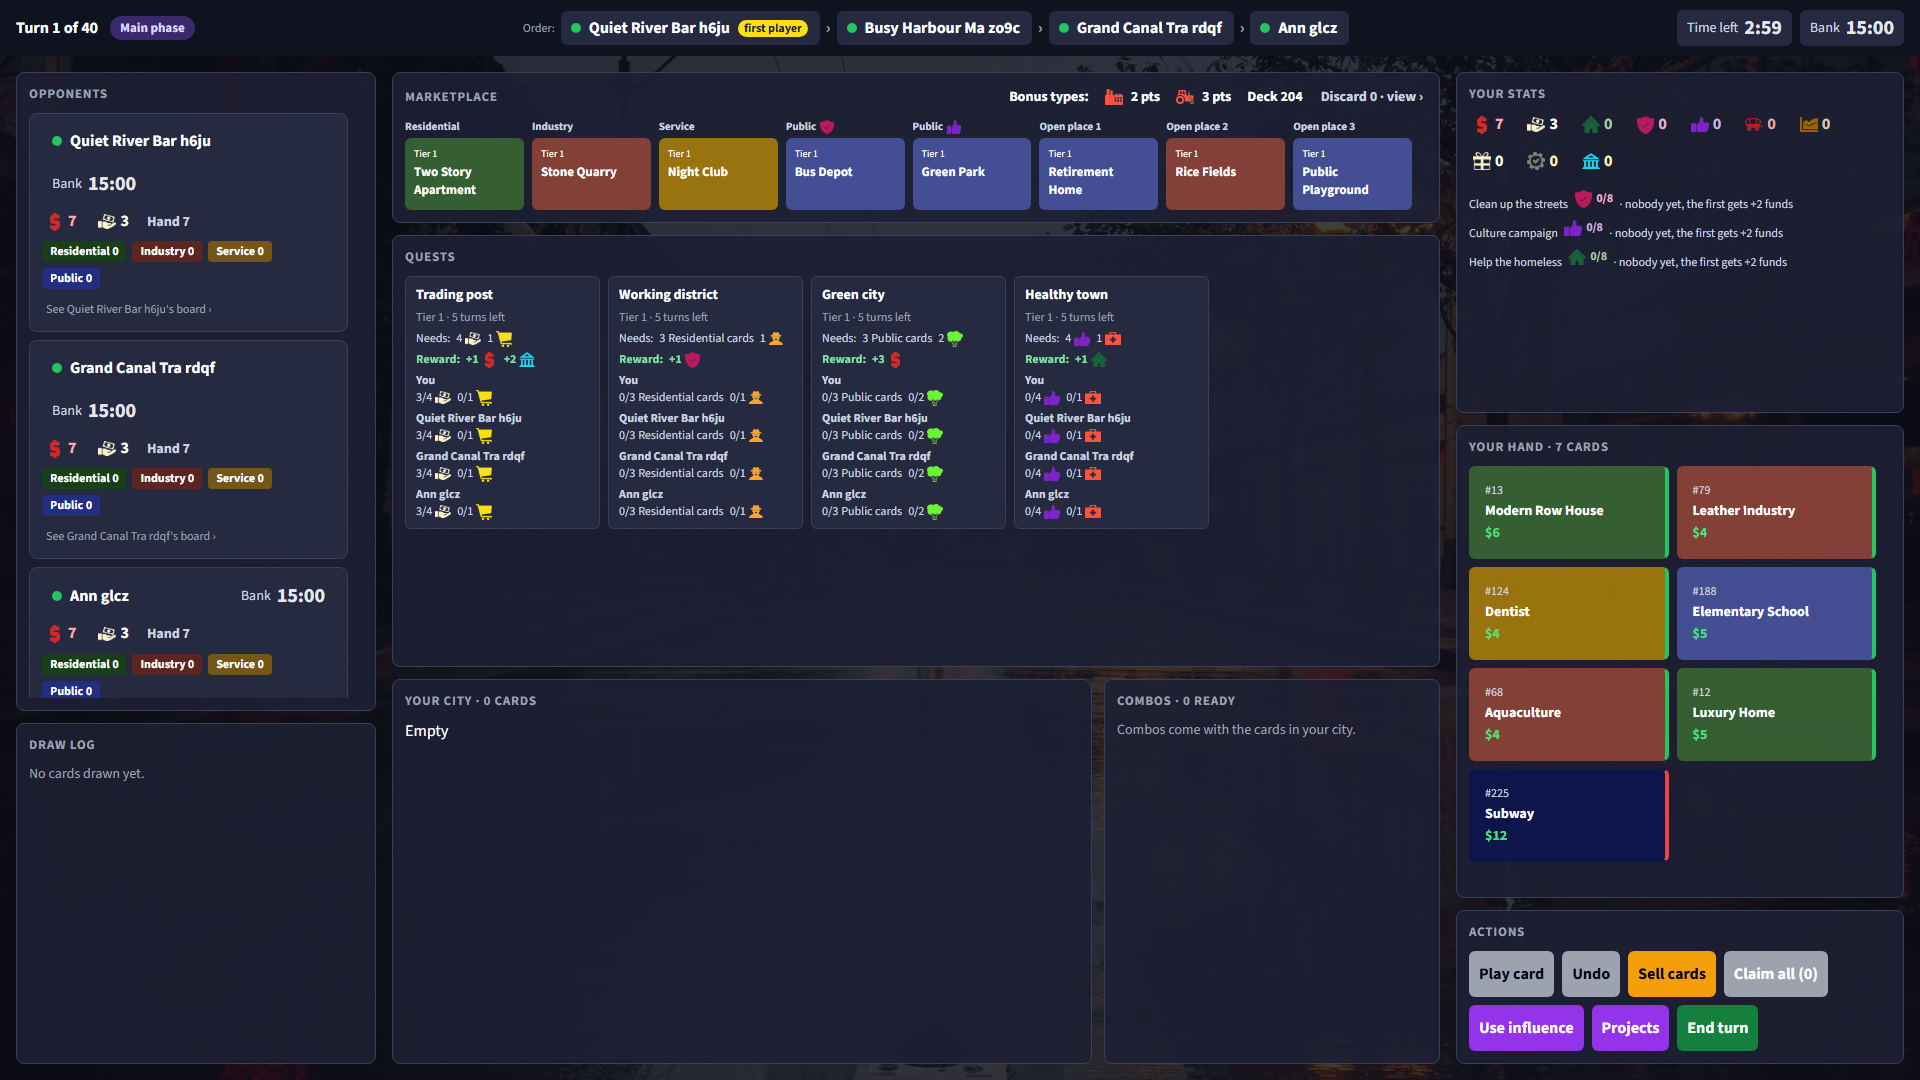 Turn 1 of 40 Main phase
Order: Quiet River Bar h6ju first player › Busy Harbour Ma zo9c › Grand Canal Tra rdqf › Ann glcz
Time left 2:59 Bank 15:00
OPPONENTS
Quiet River Bar h6ju
Bank 15:00
7 3 Hand 7
Residential 0 Industry 0 Service 0
Public 0
See Quiet River Bar h6ju's board ›
Grand Canal Tra rdqf
Bank 15:00
7 3 Hand 7
Residential 0 Industry 0 Service 0
Public 0
See Grand Canal Tra rdqf's board ›
Ann glcz Bank 15:00
7 3 Hand 7
Residential 0 Industry 0 Service 0
Public 0
DRAW LOG
No cards drawn yet.
MARKETPLACE
Bonus types: 2 pts 3 pts Deck 204 Discard 0 · view ›
Residential Industry Service Public Public Open place 1 Open place 2 Open place 3
Tier 1
Two Story
Apartment
Tier 1
Stone Quarry
Tier 1
Night Club
Tier 1
Bus Depot
Tier 1
Green Park
Tier 1
Retirement
Home
Tier 1
Rice Fields
Tier 1
Public
Playground
QUESTS
Trading post
Tier 1 · 5 turns left
Needs: 4 1
Reward: +1 +2
You
3/4 0/1
Quiet River Bar h6ju
3/4 0/1
Grand Canal Tra rdqf
3/4 0/1
Ann glcz
3/4 0/1
Working district
Tier 1 · 5 turns left
Needs: 3 Residential cards 1
Reward: +1
You
0/3 Residential cards 0/1
Quiet River Bar h6ju
0/3 Residential cards 0/1
Grand Canal Tra rdqf
0/3 Residential cards 0/1
Ann glcz
0/3 Residential cards 0/1
Green city
Tier 1 · 5 turns left
Needs: 3 Public cards 2
Reward: +3
You
0/3 Public cards 0/2
Quiet River Bar h6ju
0/3 Public cards 0/2
Grand Canal Tra rdqf
0/3 Public cards 0/2
Ann glcz
0/3 Public cards 0/2
Healthy town
Tier 1 · 5 turns left
Needs: 4 1
Reward: +1
You
0/4 0/1
Quiet River Bar h6ju
0/4 0/1
Grand Canal Tra rdqf
0/4 0/1
Ann glcz
0/4 0/1
YOUR CITY · 0 CARDS
Empty
COMBOS · 0 READY
Combos come with the cards in your city.
YOUR STATS
7 3 0 0 0 0 0
0 0 0
Clean up the streets 0/8 · nobody yet, the first gets +2 funds
Culture campaign 0/8 · nobody yet, the first gets +2 funds
Help the homeless 0/8 · nobody yet, the first gets +2 funds
YOUR HAND · 7 CARDS
#13
Modern Row House
$6
#79
Leather Industry
$4
#124
Dentist
$4
#188
Elementary School
$5
#68
Aquaculture
$4
#12
Luxury Home
$5
#225
Subway
$12
ACTIONS
Play card Undo Sell cards Claim all (0)
Use influence Projects End turn